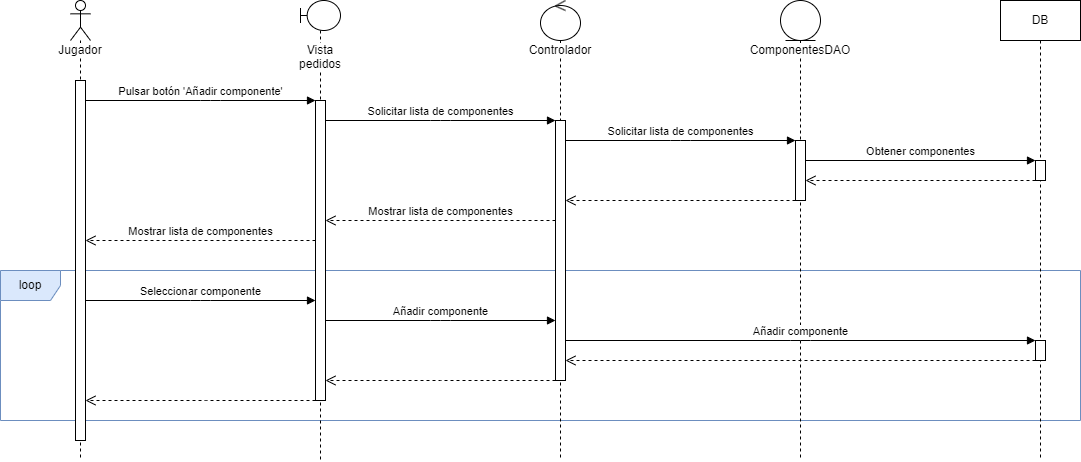 Jugador
Vista
pedidos
Controlador
ComponentesDAO
DB
Pulsar botón 'Añadir componente'
Solicitar lista de componentes
Solicitar lista de componentes
Obtener componentes
Mostrar lista de componentes
Mostrar lista de componentes
loop
Seleccionar componente
Añadir componente
Añadir componente